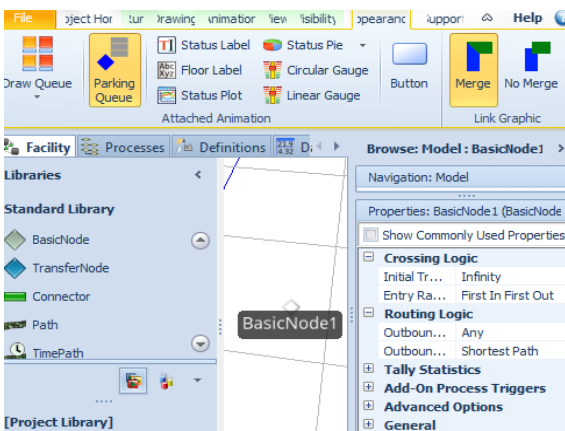 File oject Hor tur rawing nimation iew isibility ppearanc uppor Help
Status Label Status Pie
Floor Label Circular Gauge
Status Plot Linear Gauge
Draw Queue Parking Queue Button Merge No Merge
Attached Animation Link Graphic
Facility Processes Definitions D:
Browse: Model : BasicNode1
Libraries
Navigation: Model
Standard Library
Properties: BasicNode1 (BasicNode
BasicNode
Show Commonly Used Properties
TransferNode
Crossing Logic
Initial Tr... Infinity
Connector
Entry Ra... First In First Out
Path
Routing Logic
BasicNode1
Outboun... Any
TimePath
Outboun... Shortest Path
Tally Statistics
Add-On Process Triggers
Advanced Options
[Project Library]
General